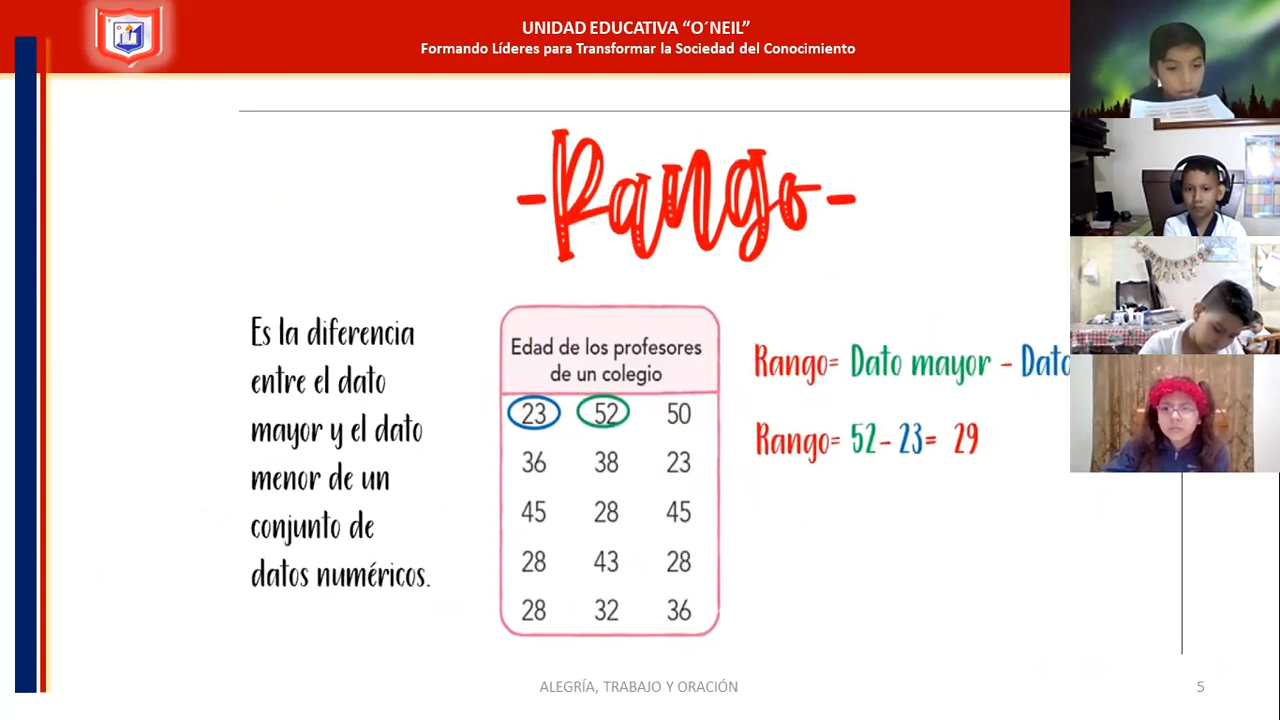 UNIDAD EDUCATIVA “O´NEIL”
Formando Líderes para Transformar la Sociedad del Conocimiento
-Rango-
Es la diferencia
entre el dato
mayor y el dato
menor de un
conjunto de
datos numéricos.
Edad de los profesores
de un colegio
23 52 50
36 38 23
45 28 45
28 43 28
28 32 36
Rango= Dato mayor - Dato
Rango= 52- 23= 29
ALEGRÍA, TRABAJO Y ORACIÓN
5